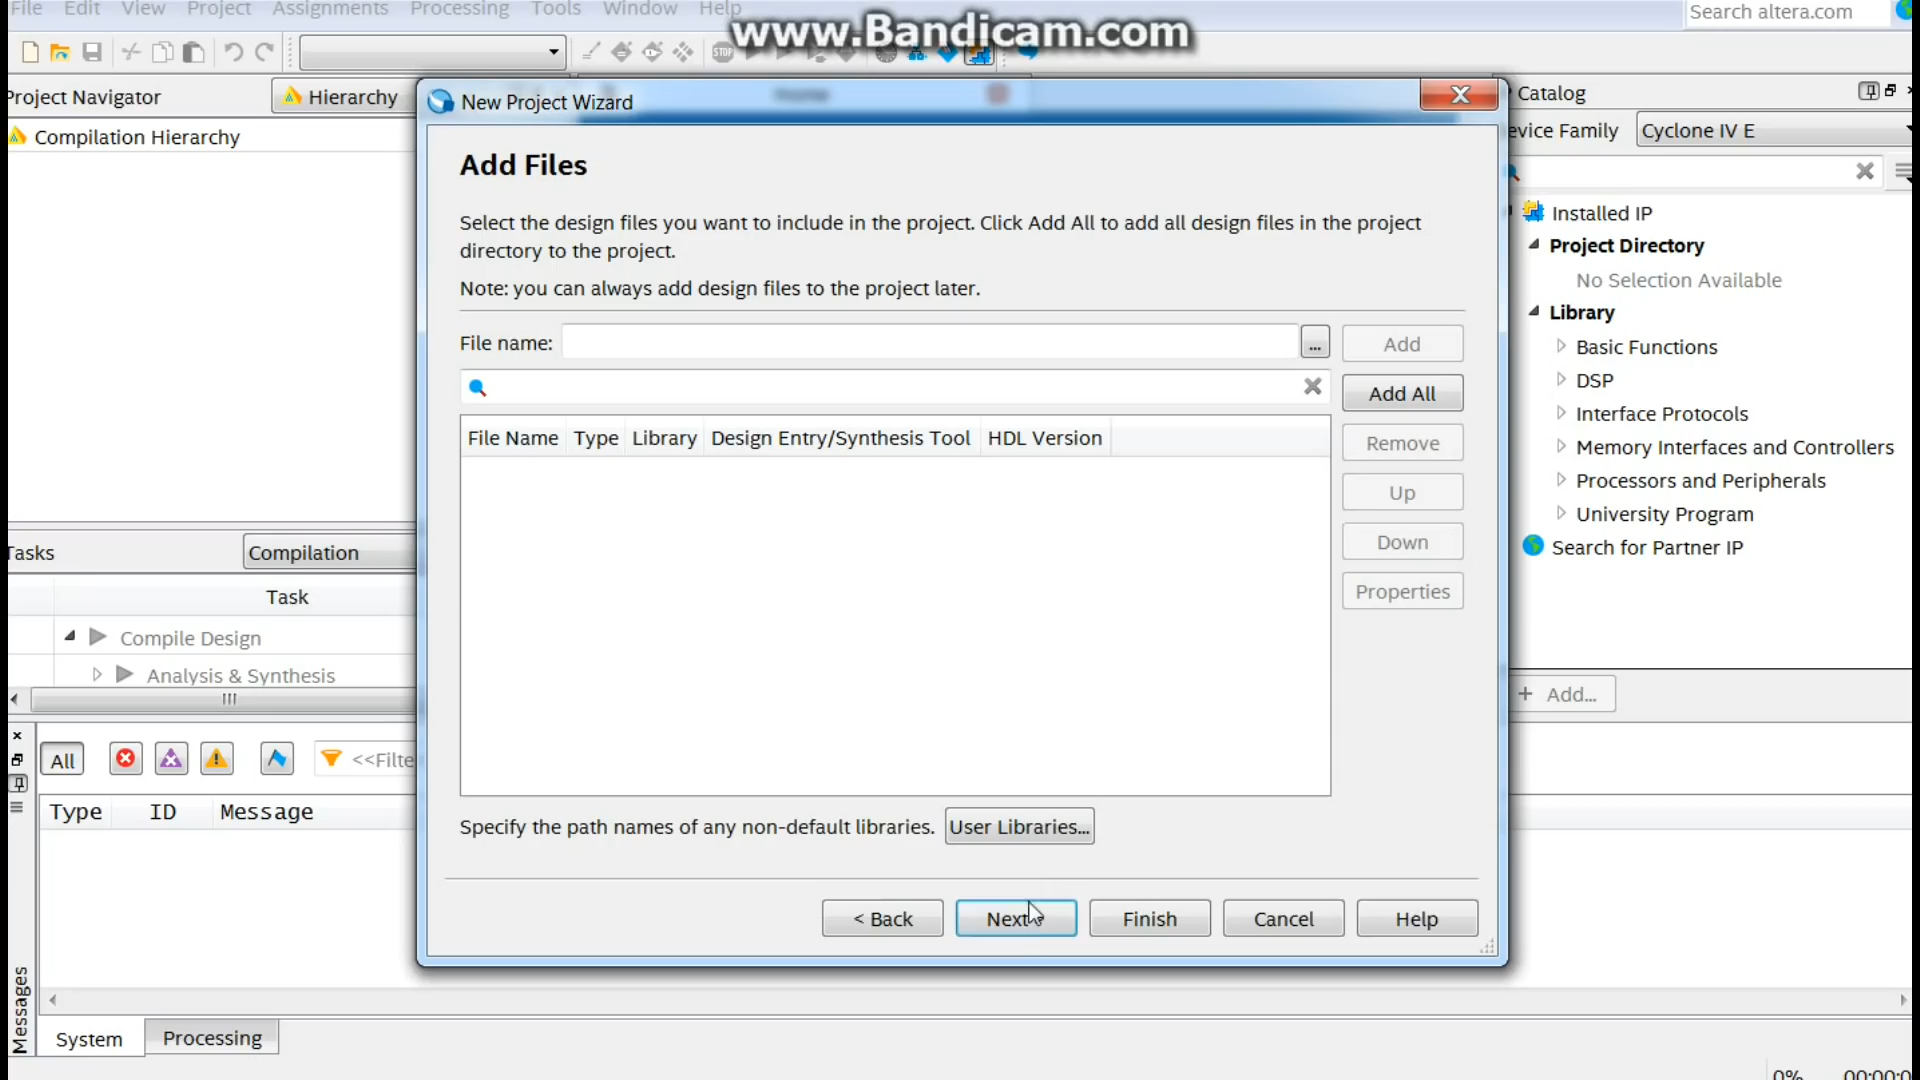 File Edit View Project Assignments Processing Tools Window Help
Search altera.com
www.Bandicam.com
STOP
Project Navigator
Hierarchy
New Project Wizard
Home
Catalog
evice Family
Cyclone IV E
Compilation Hierarchy
Add Files
Select the design files you want to include in the project. Click Add All to add all design files in the project
directory to the project.
Note: you can always add design files to the project later.
File name:
...
Add
Add All
File Name Type Library Design Entry/Synthesis Tool HDL Version
Remove
Up
Down
Properties
Installed IP
Project Directory
No Selection Available
Library
Basic Functions
DSP
Interface Protocols
Memory Interfaces and Controllers
Processors and Peripherals
University Program
Search for Partner IP
+ Add...
Tasks
Compilation
Task
Compile Design
Analysis & Synthesis
Specify the path names of any non-default libraries.
User Libraries...
< Back
Next
Finish
Cancel
Help
All
<<Filte
Type ID Message
Messages
System
Processing
0%
00:00:0